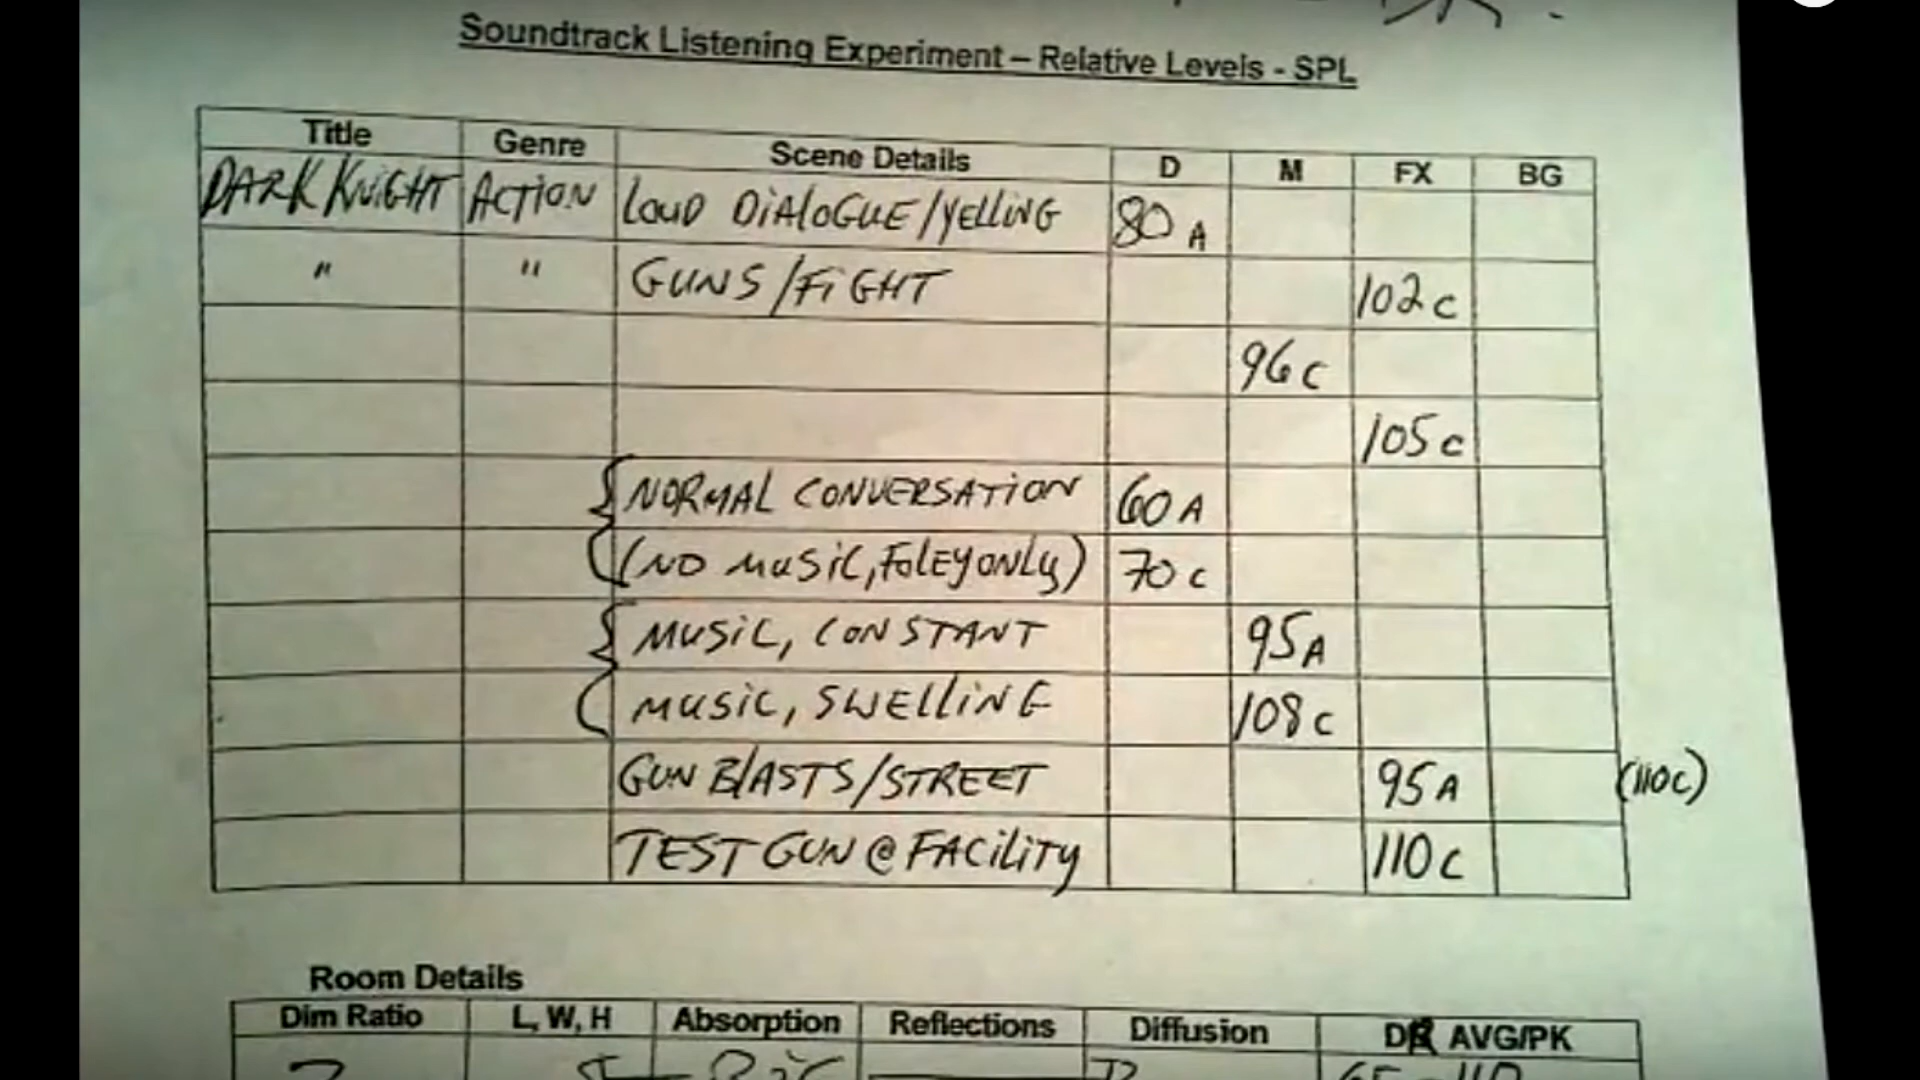 Soundtrack Listening Experiment – Relative Levels - SPL
Title Genre Scene Details D M FX BG
DARK KNIGHT ACTION LOUD DIALOGUE/YELLING 80 A
" " GUNS/FIGHT 102 C
96 C
105 C
NORMAL CONVERSATION 60 A
(NO MUSIC, FOLEY ONLY) 70 C
MUSIC, CONSTANT 95 A
MUSIC, SWELLING 108 C
GUN BLASTS/STREET 95 A (110C)
TEST GUN @ FACILITY 110 C
Room Details
Dim Ratio L, W, H Absorption Reflections Diffusion DR AVG/PK